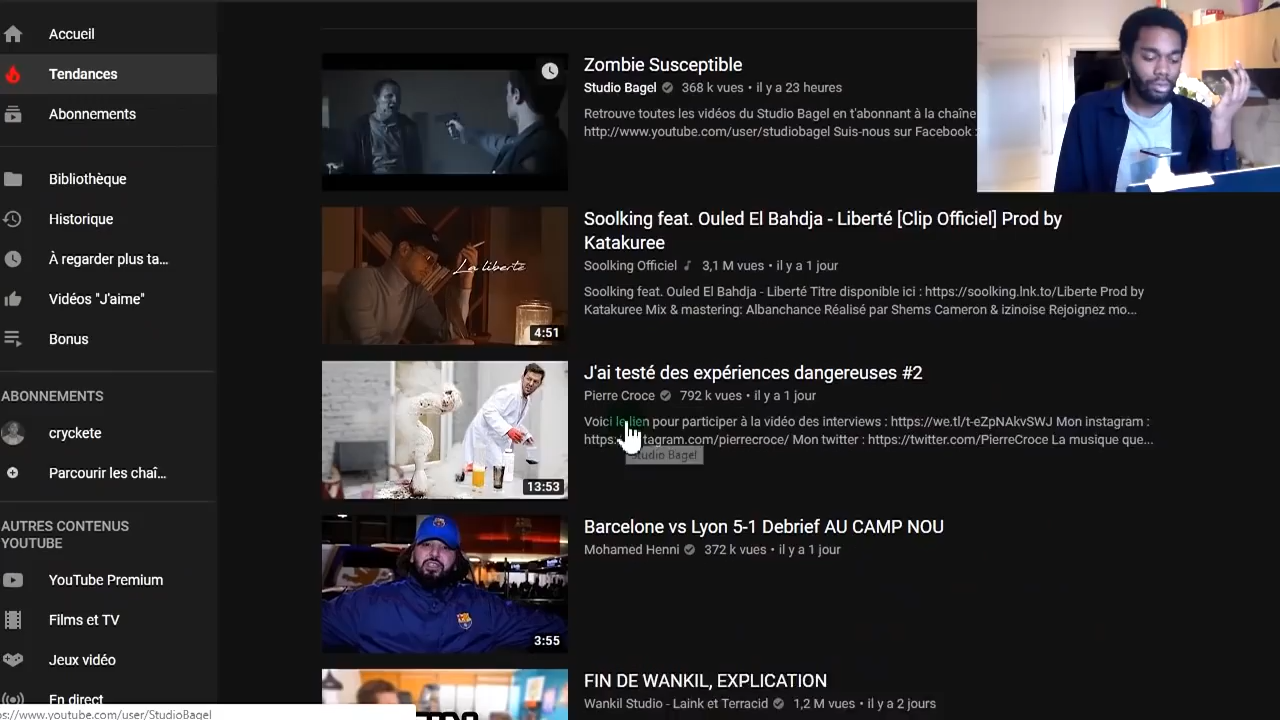 Accueil
Tendances
Abonnements
Bibliothèque
Historique
À regarder plus ta...
Vidéos "J'aime"
Bonus
ABONNEMENTS
cryckete
Parcourir les chaî...
AUTRES CONTENUS
YOUTUBE
YouTube Premium
Films et TV
Jeux vidéo
En direct
Zombie Susceptible
Studio Bagel 368 k vues • il y a 23 heures
Retrouve toutes les vidéos du Studio Bagel en t'abonnant à la chaîne
http://www.youtube.com/user/studiobagel Suis-nous sur Facebook :
La liberté
4:51
Soolking feat. Ouled El Bahdja - Liberté [Clip Officiel] Prod by
Katakuree
Soolking Officiel 3,1 M vues • il y a 1 jour
Soolking feat. Ouled El Bahdja - Liberté Titre disponible ici : https://soolking.lnk.to/Liberte Prod by
Katakuree Mix & mastering: Albanchance Réalisé par Shems Cameron & izinoise Rejoignez mo...
13:53
J'ai testé des expériences dangereuses #2
Pierre Croce 792 k vues • il y a 1 jour
Voici le lien pour participer à la vidéo des interviews : https://we.tl/t-eZpNAkvSWJ Mon instagram :
https: tagram.com/pierrecroce/ Mon twitter : https://twitter.com/PierreCroce La musique que...
Studio Bagel
3:55
Barcelone vs Lyon 5-1 Debrief AU CAMP NOU
Mohamed Henni 372 k vues • il y a 1 jour
FIN DE WANKIL, EXPLICATION
Wankil Studio - Laink et Terracid 1,2 M vues • il y a 2 jours
ps://www.youtube.com/user/StudioBagel